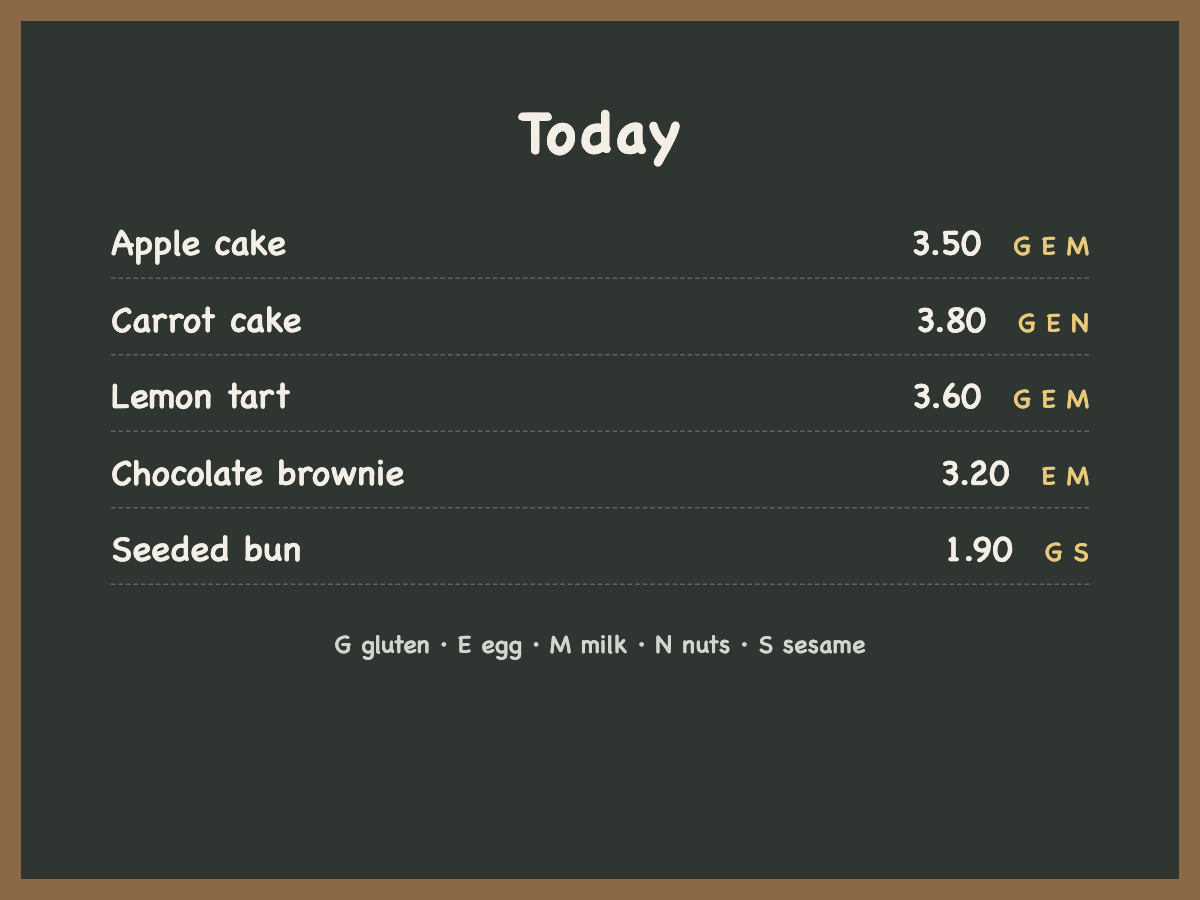 Today
Apple cake 3.50 G E M
Carrot cake 3.80 G E N
Lemon tart 3.60 G E M
Chocolate brownie 3.20 E M
Seeded bun 1.90 G S
G gluten · E egg · M milk · N nuts · S sesame